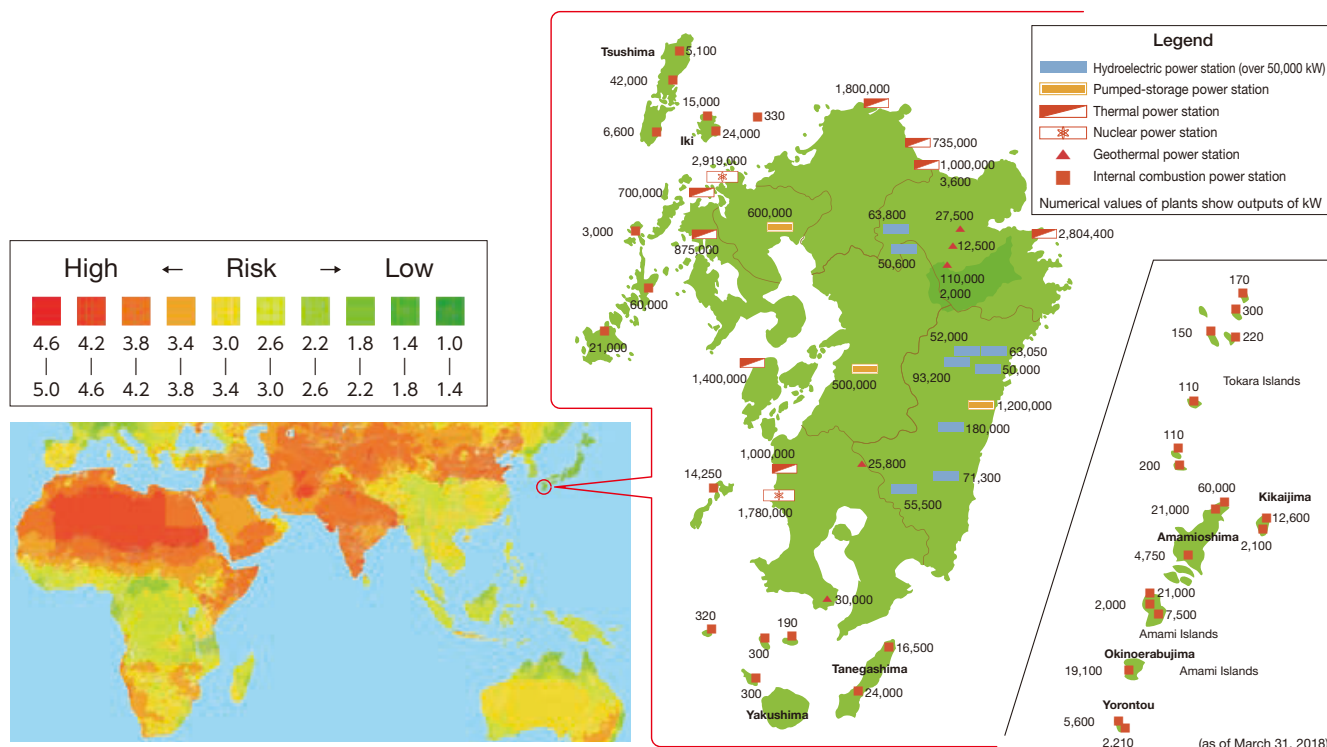 High ← Risk → Low
4.6 4.2 3.8 3.4 3.0 2.6 2.2 1.8 1.4 1.0
5.0 4.6 4.2 3.8 3.4 3.0 2.6 2.2 1.8 1.4
Legend
Hydroelectric power station (over 50,000 kW)
Pumped-storage power station
Thermal power station
Nuclear power station
Geothermal power station
Internal combustion power station
Numerical values of plants show outputs of kW
Tsushima
5,100
42,000
6,600
15,000
330
24,000
Iki
2,919,000
700,000
1,800,000
735,000
1,000,000
3,600
600,000
63,800
27,500
3,000
875,000
50,600
12,500
2,804,400
110,000
2,000
60,000
21,000
52,000
63,050
1,400,000
500,000
93,200
50,000
1,200,000
180,000
1,000,000
25,800
71,300
14,250
1,780,000
55,500
30,000
320
190
300
16,500
Tanegashima
300
24,000
Yakushima
170
300
150
220
Tokara Islands
110
110
200
60,000
21,000
Kikaijima
12,600
2,100
Amamioshima
4,750
21,000
2,000
7,500
Amami Islands
Okinoerabujima
19,100
Amami Islands
Yorontou
5,600
2,210
(as of March 31, 2018)